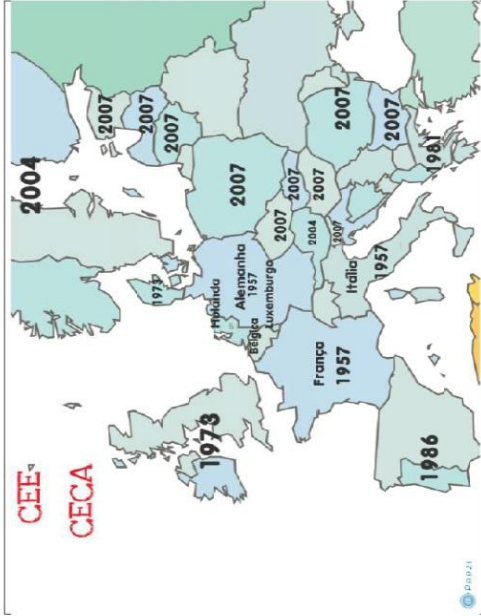 CEE
CECA
2004
2007
2007
2007
1973
1973
Holanda
Alemanha
1957
Bélgica
Luxemburgo
2007
2007
2007
2007
2004
2007
2007
2007
França
1957
Itália
1957
1981
1986
Prezi